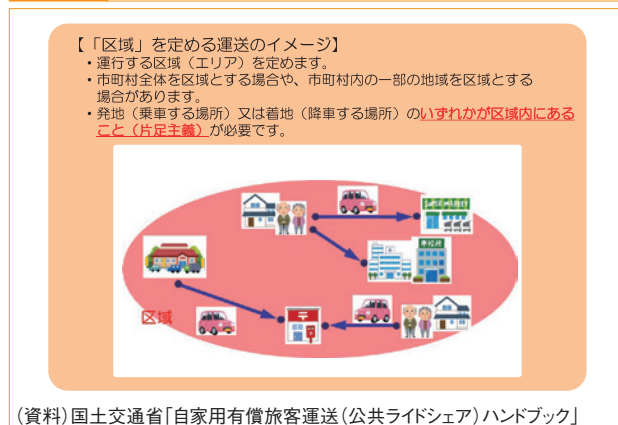 【「区域」を定める運送のイメージ】
・運行する区域（エリア）を定めます。
・市町村全体を区域とする場合や、市町村内の一部の地域を区域とする
場合があります。
・発地（乗車する場所）又は着地（降車する場所）のいずれかが区域内にある
こと（片足主義）が必要です。
市役所
〒
区域
（資料）国土交通省「自家用有償旅客運送（公共ライドシェア）ハンドブック」